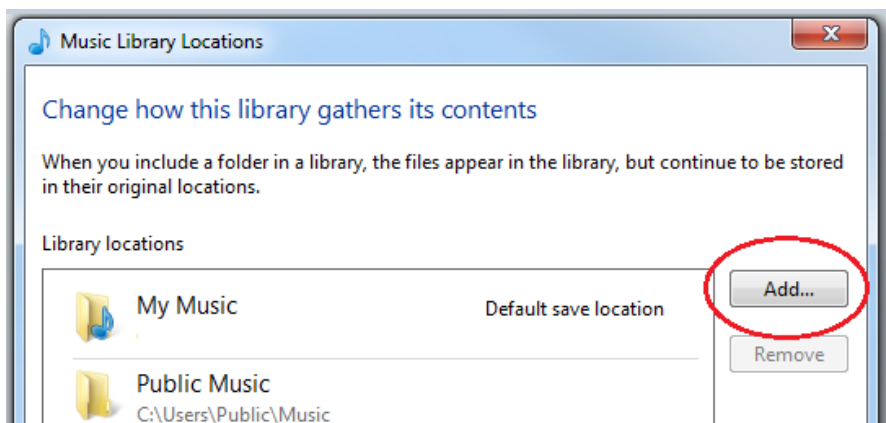 Music Library Locations
Change how this library gathers its contents
When you include a folder in a library, the files appear in the library, but continue to be stored
in their original locations.
Library locations
My Music Default save location
Add...
Remove
Public Music
C:\Users\Public\Music